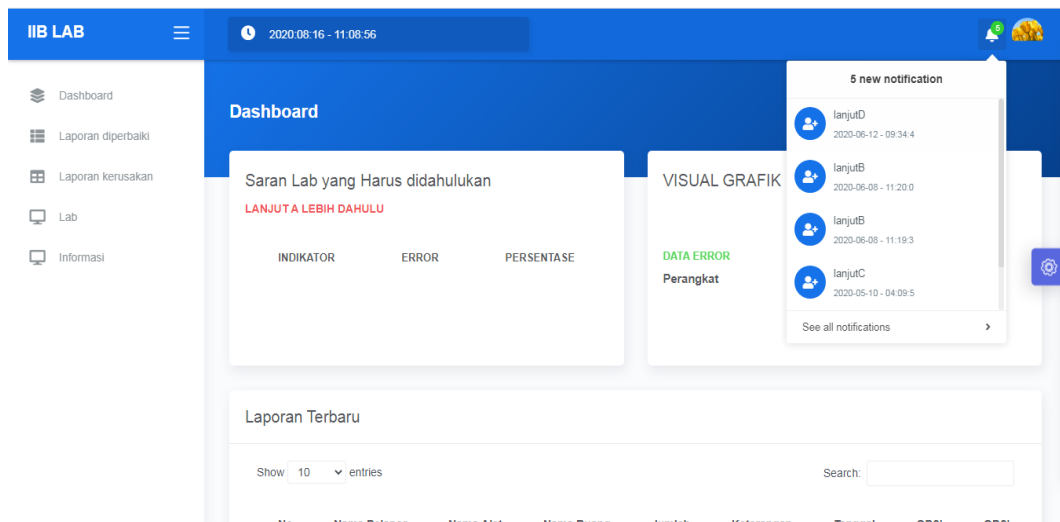 IIB LAB
2020:08:16 - 11:08:56
5
5 new notification
Dashboard
Laporan diperbaiki
Laporan kerusakan
Lab
Informasi
Dashboard
lanjutD
2020-06-12 - 09:34:4
lanjutB
2020-06-08 - 11:20:0
lanjutB
2020-06-08 - 11:19:3
lanjutC
2020-05-10 - 04:09:5
See all notifications
Saran Lab yang Harus didahulukan
LANJUT A LEBIH DAHULU
INDIKATOR ERROR PERSENTASE
VISUAL GRAFIK
DATA ERROR
Perangkat
Laporan Terbaru
Show 10 entries
Search: